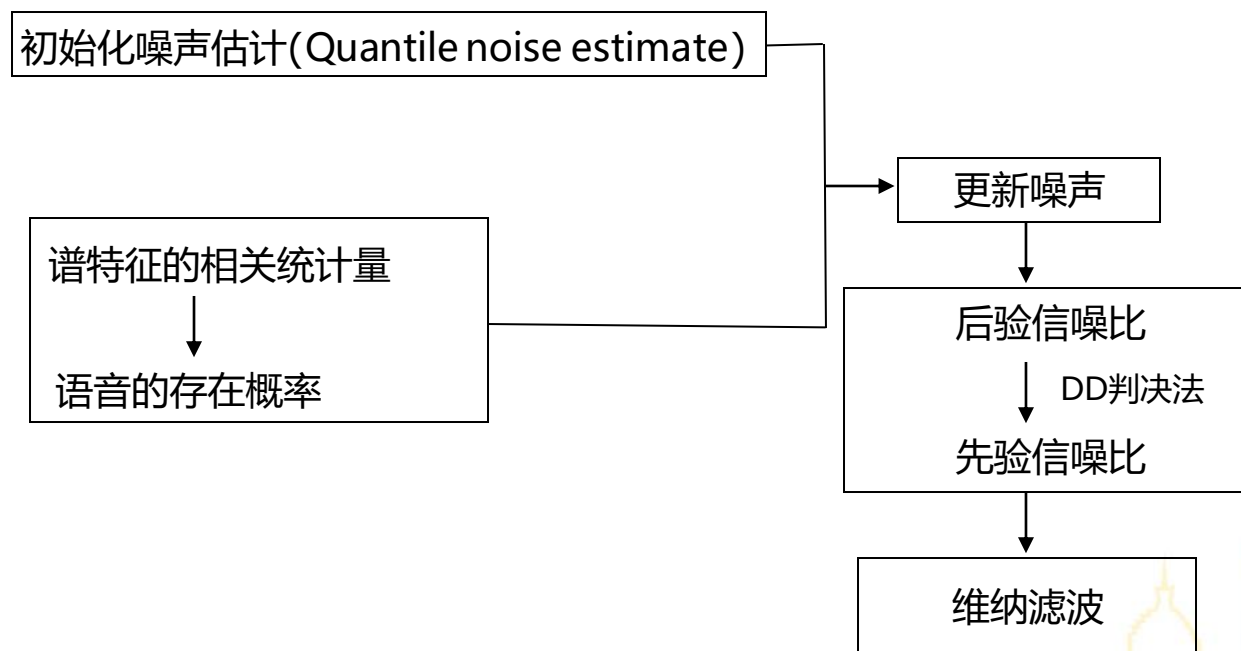 初始化噪声估计(Quantile noise estimate)
更新噪声
谱特征的相关统计量
语音的存在概率
后验信噪比
DD判决法
先验信噪比
维纳滤波